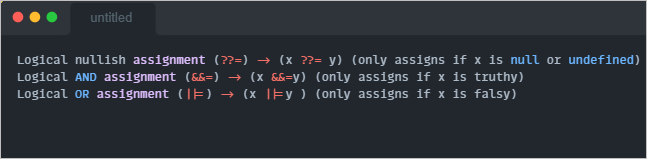 untitled
Logical nullish assignment (??=) -> (x ??= y) (only assigns if x is null or undefined)
Logical AND assignment (&&=) -> (x &&=y) (only assigns if x is truthy)
Logical OR assignment (||=) -> (x ||=y ) (only assigns if x is falsy)